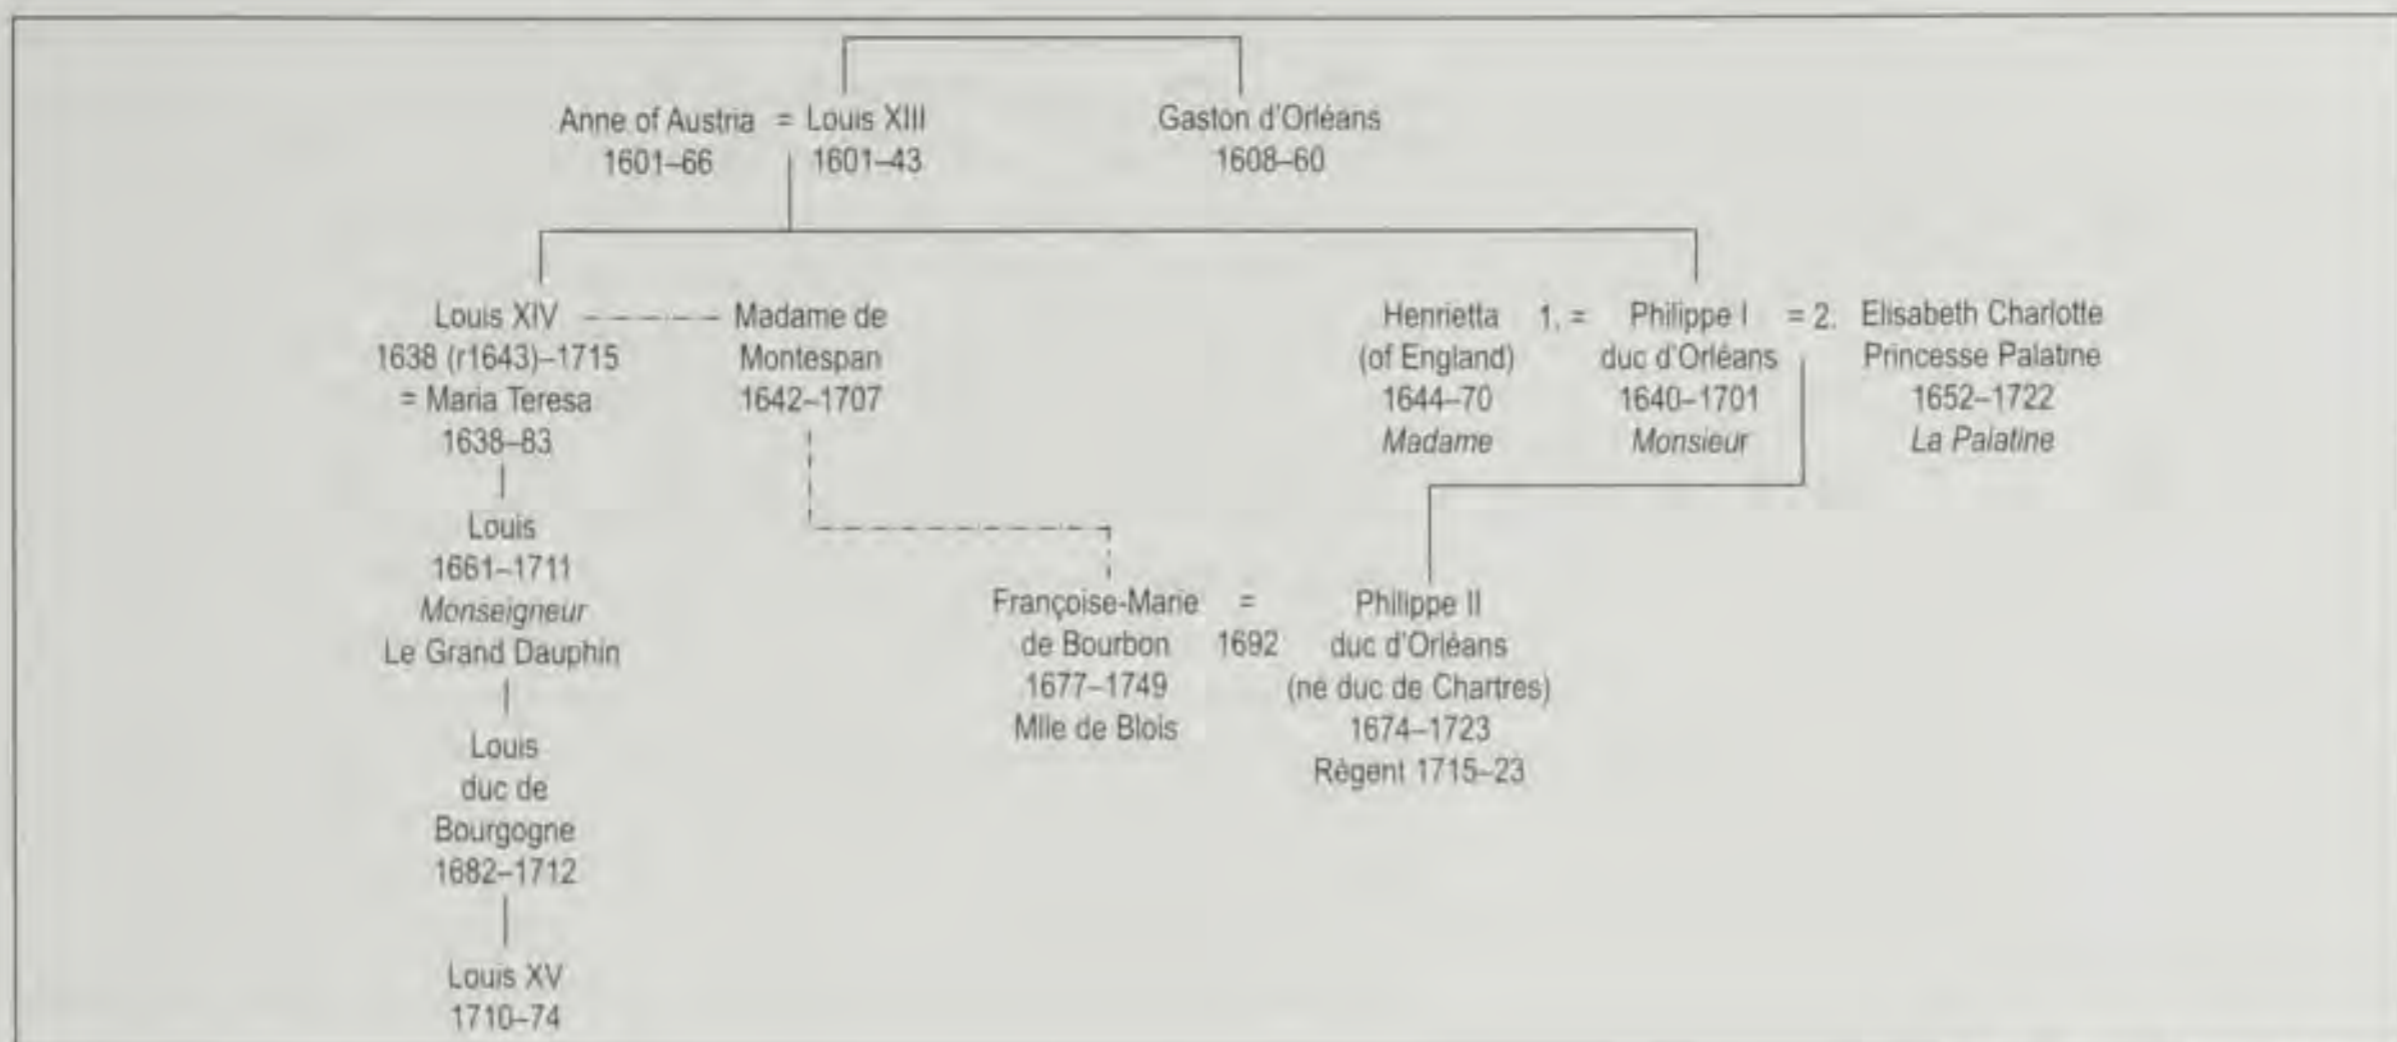 Anne of Austria = Louis XIII
1601–66
1601–43
Gaston d'Orléans
1608–60
Louis XIV
1638 (r1643)–1715
= Maria Teresa
1638–83
Madame de
Montespan
1642–1707
Henrietta
(of England)
1644–70
Madame
1. =
Philippe I
duc d'Orléans
1640–1701
Monsieur
= 2.
Elisabeth Charlotte
Princesse Palatine
1652–1722
La Palatine
Louis
1661–1711
Monseigneur
Le Grand Dauphin
Françoise-Marie
de Bourbon
1677–1749
Mlle de Blois
=
1692
Philippe II
duc d'Orléans
(né duc de Chartres)
1674–1723
Régent 1715–23
Louis
duc de
Bourgogne
1682–1712
Louis XV
1710–74